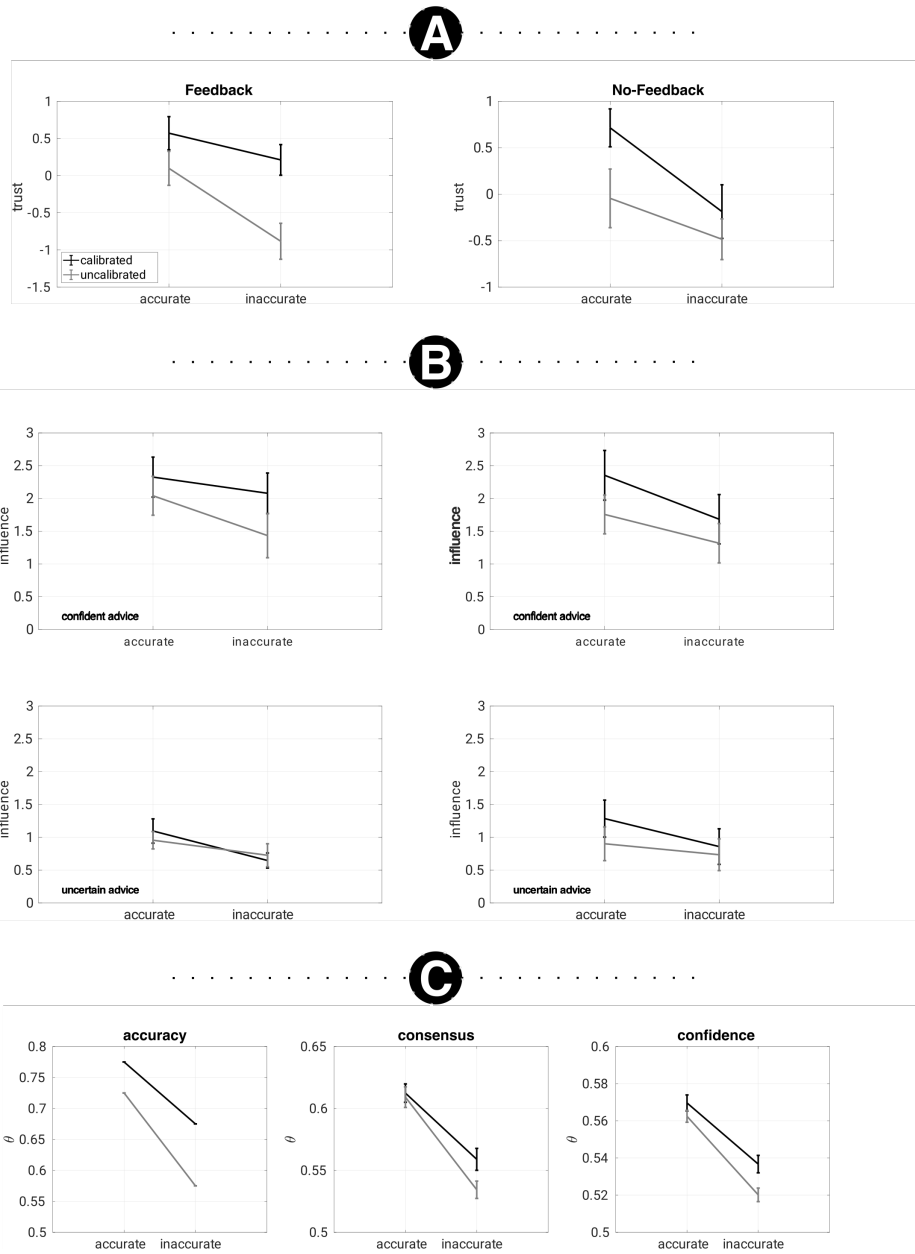 A
Feedback
No-Feedback
1
0.5
0
-0.5
-1
-1.5
trust
calibrated
uncalibrated
accurate
inaccurate
1
0.5
0
-0.5
-1
trust
accurate
inaccurate
B
3
2.5
2
1.5
1
0.5
0
influence
confident advice
accurate
inaccurate
3
2.5
2
1.5
1
0.5
0
influence
confident advice
accurate
inaccurate
3
2.5
2
1.5
1
0.5
0
influence
uncertain advice
accurate
inaccurate
3
2.5
2
1.5
1
0.5
0
influence
uncertain advice
accurate
inaccurate
C
accuracy
0.8
0.75
0.7
0.65
0.6
0.55
0.5
θ
accurate
inaccurate
consensus
0.65
0.6
0.55
0.5
θ
accurate
inaccurate
confidence
0.6
0.58
0.56
0.54
0.52
0.5
θ
accurate
inaccurate